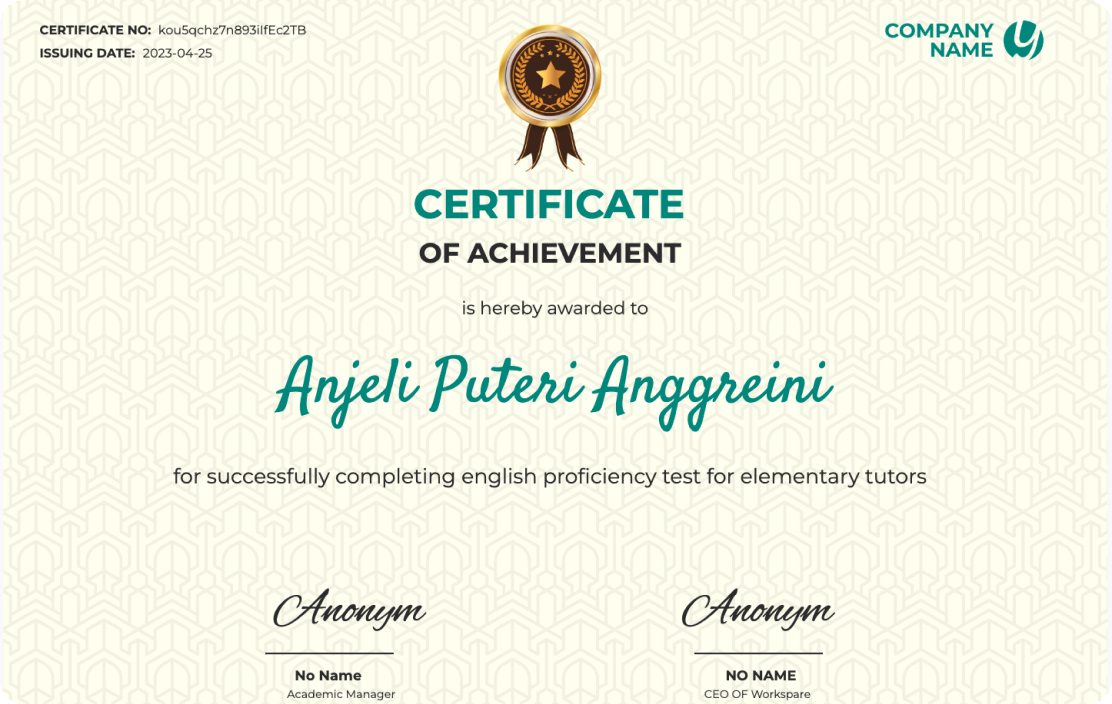 CERTIFICATE NO: kou5qchz7n893iIfEc2TB
ISSUING DATE: 2023-04-25
COMPANY
NAME
CERTIFICATE
OF ACHIEVEMENT
is hereby awarded to
Anjeli Puteri Anggreini
for successfully completing english proficiency test for elementary tutors
Anonym
Anonym
No Name
NO NAME
Academic Manager
CEO OF Workspare